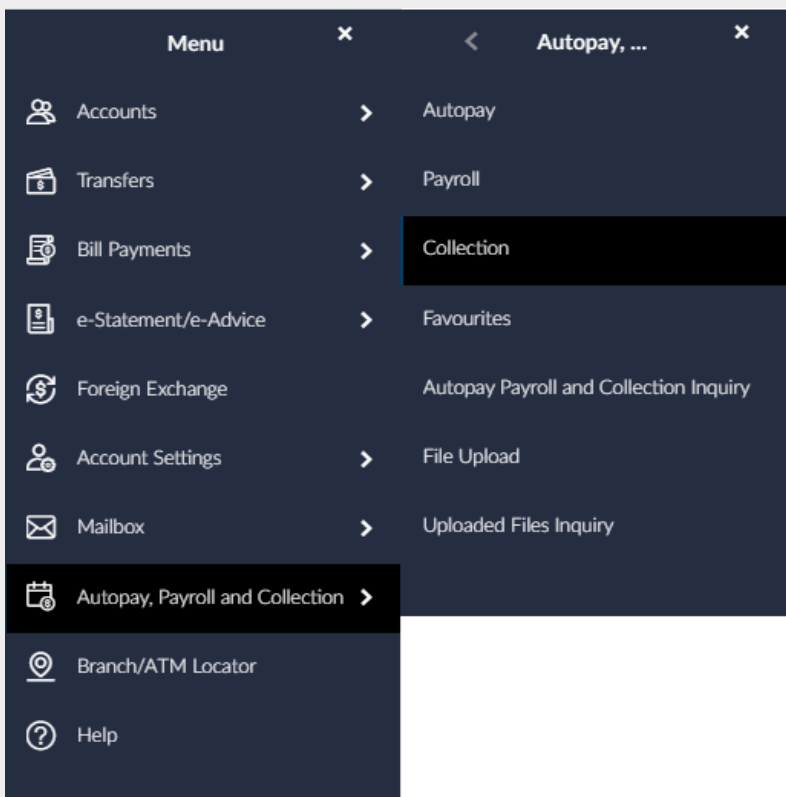 Menu
Accounts
Transfers
Bill Payments
e-Statement/e-Advice
Foreign Exchange
Account Settings
Mailbox
Autopay, Payroll and Collection
Branch/ATM Locator
Help
Autopay, ...
Autopay
Payroll
Collection
Favourites
Autopay Payroll and Collection Inquiry
File Upload
Uploaded Files Inquiry